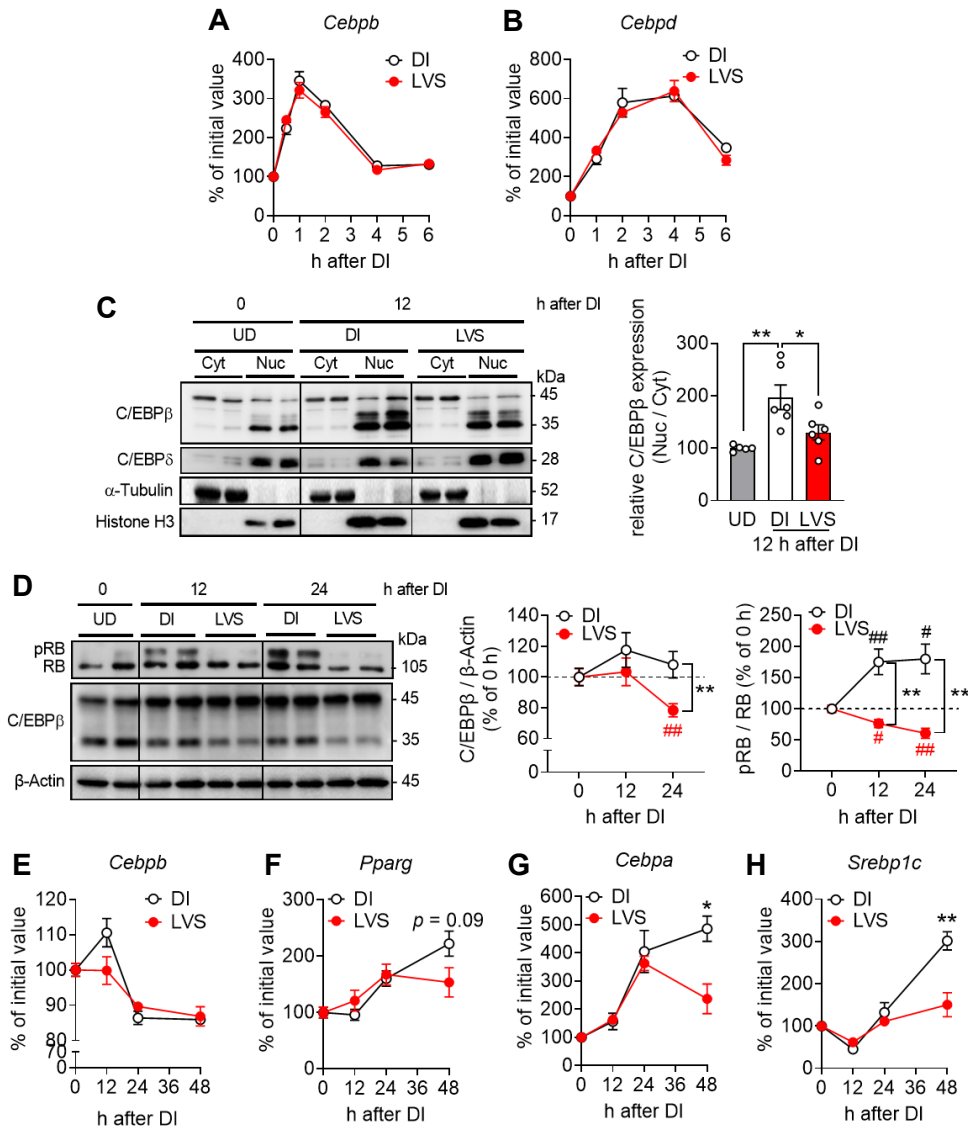 A
Cebpb
DI
LVS
% of initial value
400
300
200
100
0
0 1 2 3 4 5 6
h after DI
B
Cebpd
DI
LVS
% of initial value
800
600
400
200
0
0 1 2 3 4 5 6
h after DI
C
0 12 h after DI
UD DI LVS
Cyt Nuc Cyt Nuc Cyt Nuc
kDa
C/EBPβ
45
35
C/EBPδ 28
α-Tubulin 52
Histone H3 17
relative C/EBPβ expression
(Nuc / Cyt)
300
200
100
0
** *
UD DI LVS
12 h after DI
D
0 12 24 h after DI
UD DI LVS DI LVS
kDa
pRB
RB 105
C/EBPβ
45
35
β-Actin 45
C/EBPβ / β-Actin
(% of 0 h)
140
120
100
80
60
0
DI
LVS
**
##
0 12 24
h after DI
pRB / RB (% of 0 h)
250
200
150
100
50
0
DI
LVS
## #
** **
# ##
0 12 24
h after DI
E
Cebpb
DI
LVS
% of initial value
120
110
100
90
80
70
0
0 12 24 36 48
h after DI
F
Pparg
DI
LVS
p = 0.09
% of initial value
300
200
100
0
0 12 24 36 48
h after DI
G
Cebpa
DI
LVS
*
% of initial value
600
500
400
300
200
100
0
0 12 24 36 48
h after DI
H
Srebp1c
DI
LVS
**
% of initial value
400
300
200
100
0
0 12 24 36 48
h after DI